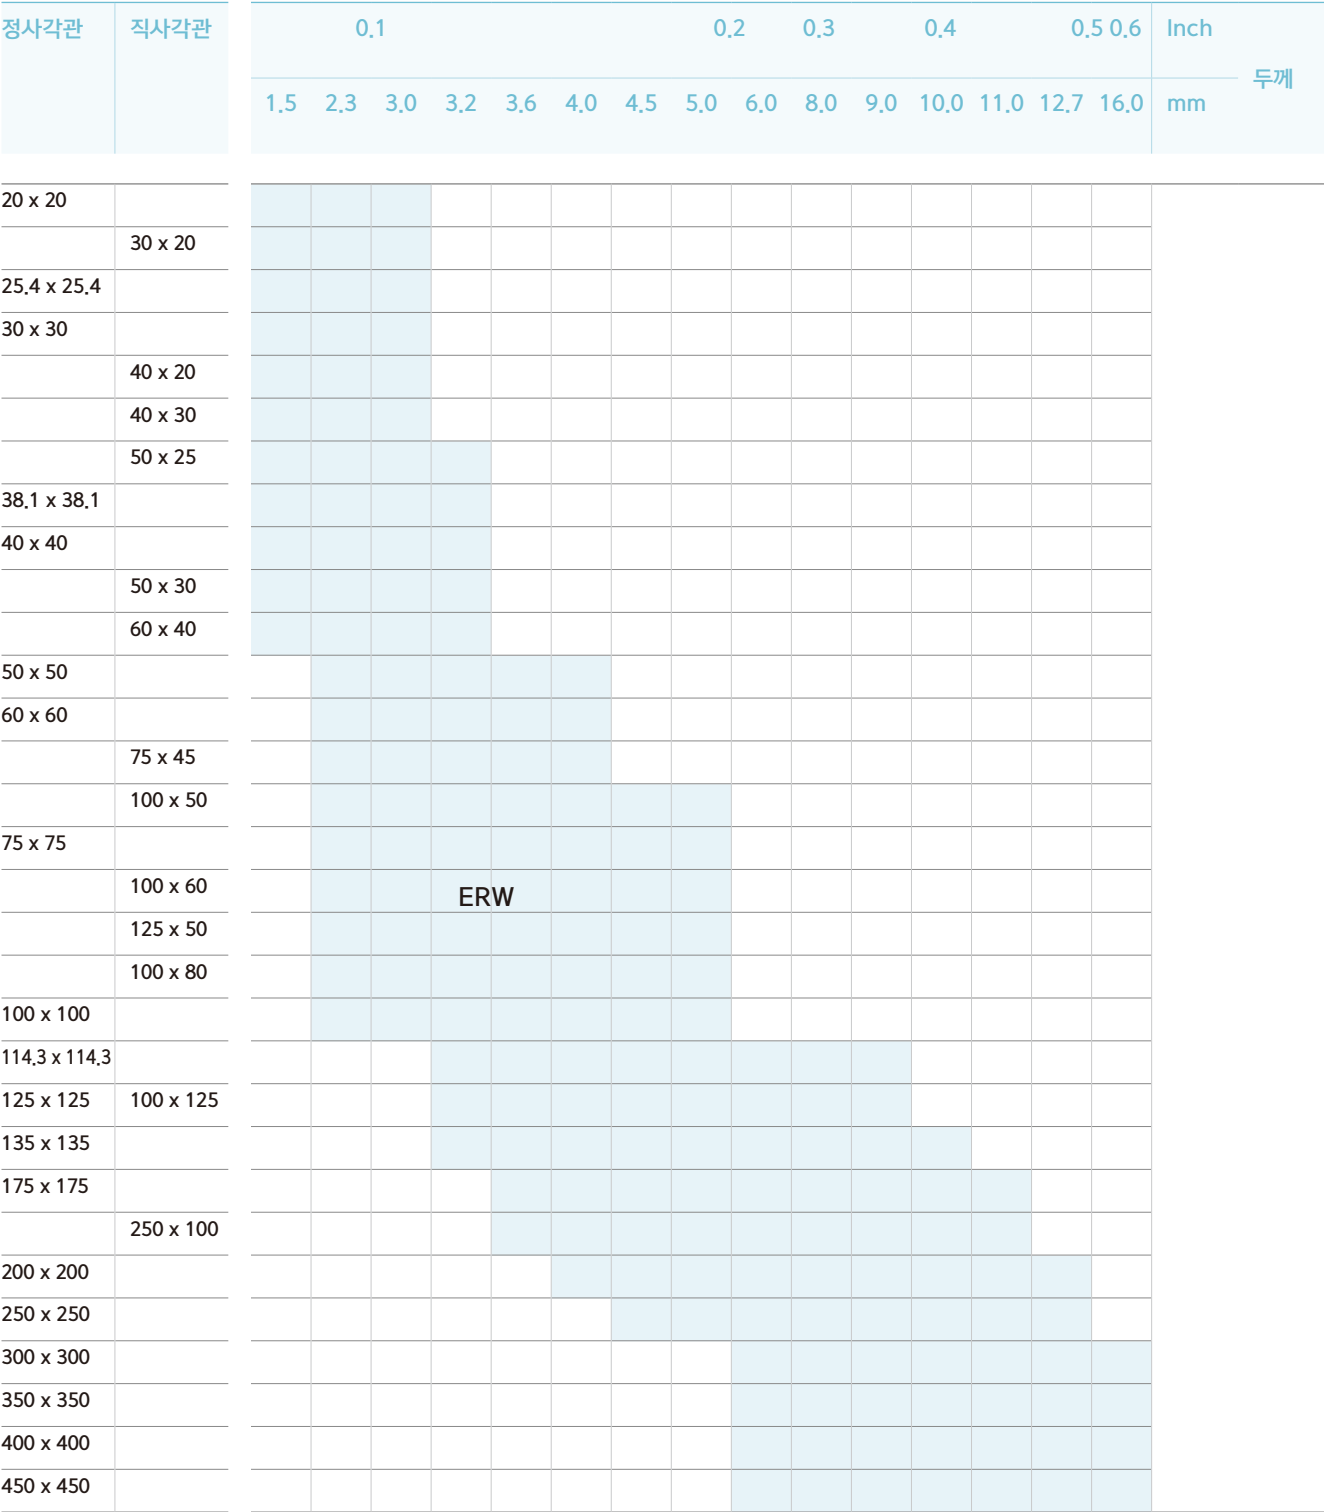 정사각관 직사각관 0.1 0.2 0.3 0.4 0.5 0.6 Inch
두께
1.5 2.3 3.0 3.2 3.6 4.0 4.5 5.0 6.0 8.0 9.0 10.0 11.0 12.7 16.0 mm
20 x 20
30 x 20
25.4 x 25.4
30 x 30
40 x 20
40 x 30
50 x 25
38.1 x 38.1
40 x 40
50 x 30
60 x 40
50 x 50
60 x 60
75 x 45
100 x 50
75 x 75
100 x 60
ERW
125 x 50
100 x 80
100 x 100
114.3 x 114.3
125 x 125 100 x 125
135 x 135
175 x 175
250 x 100
200 x 200
250 x 250
300 x 300
350 x 350
400 x 400
450 x 450